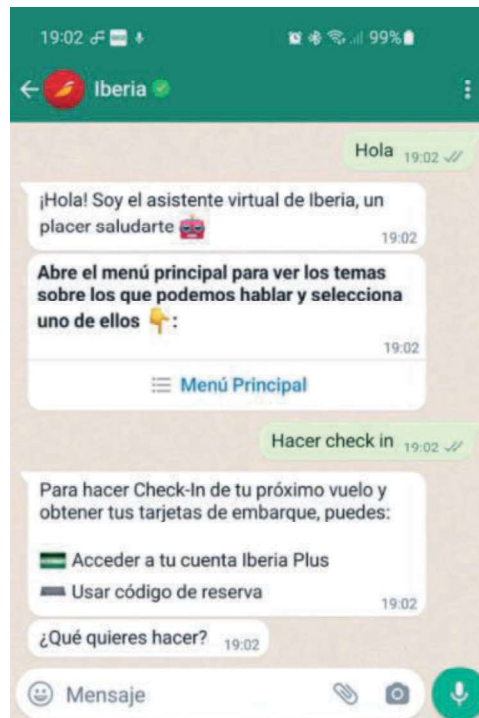 19:02 99%
Iberia
Hola 19:02
¡Hola! Soy el asistente virtual de Iberia, un
placer saludarte
19:02
Abre el menú principal para ver los temas
sobre los que podemos hablar y selecciona
uno de ellos :
19:02
Menú Principal
Hacer check in 19:02
Para hacer Check-In de tu próximo vuelo y
obtener tus tarjetas de embarque, puedes:
Acceder a tu cuenta Iberia Plus
Usar código de reserva
19:02
¿Qué quieres hacer? 19:02
Mensaje